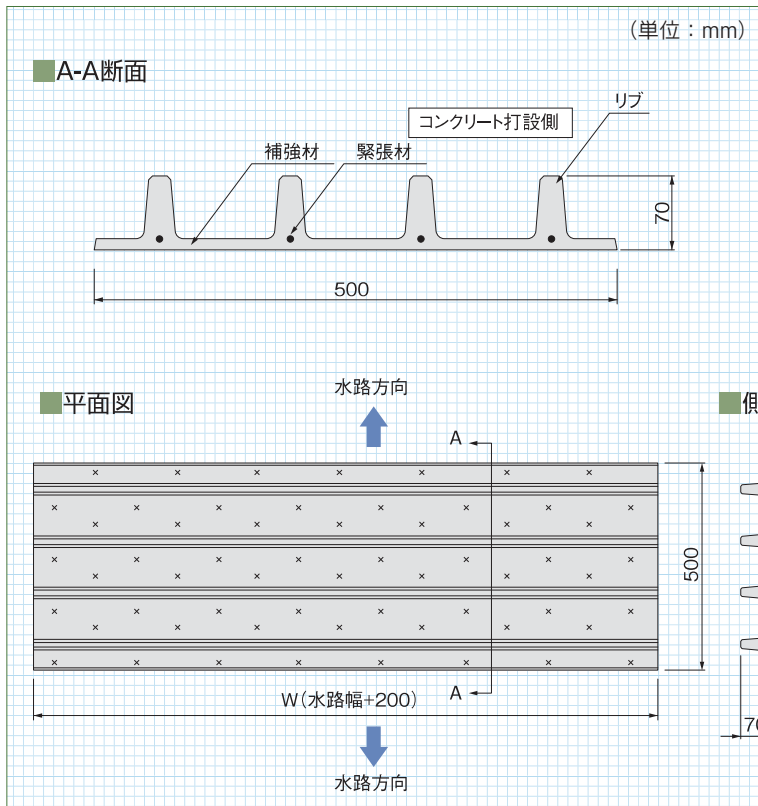 (単位：mm)
■A-A断面
リブ
コンクリート打設側
補強材
緊張材
70
500
■平面図
水路方向
■側
A
500
A
W(水路幅+200)
70
水路方向